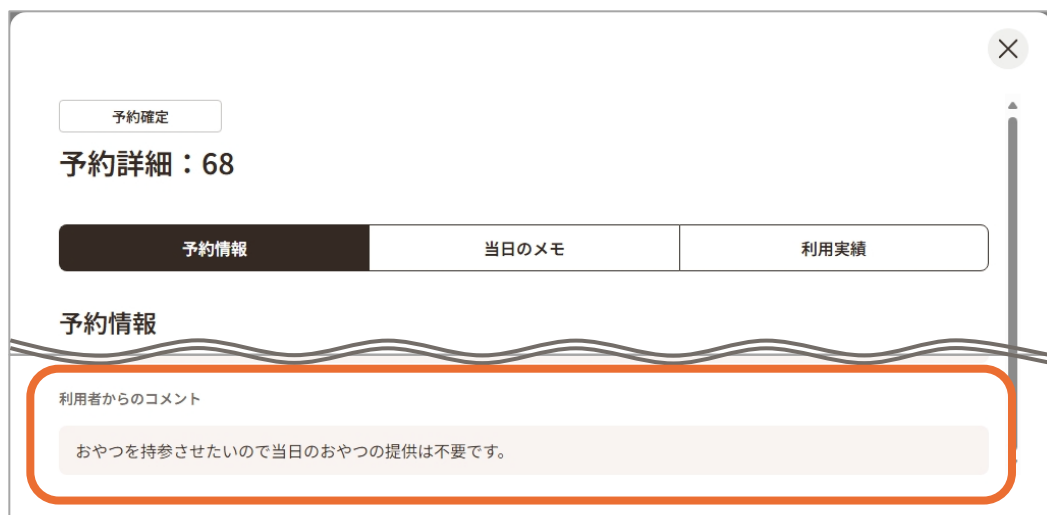 予約確定
予約詳細：68
予約情報
当日のメモ
利用実績
予約情報
利用者からのコメント
おやつを持参させたいので当日のおやつの提供は不要です。